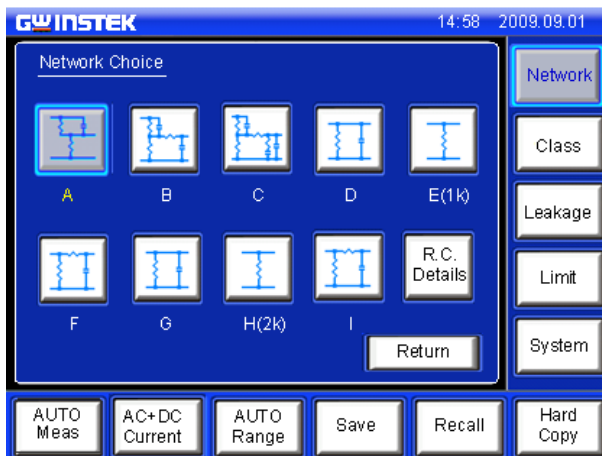 GWINSTEK 14:58 2009.09.01
Network Choice
Network
A B C D E(1k)
Class
Leakage
R.C.
Details
Limit
F G H(2k) I
Return
System
AUTO
Meas
AC+DC
Current
AUTO
Range
Save
Recall
Hard
Copy